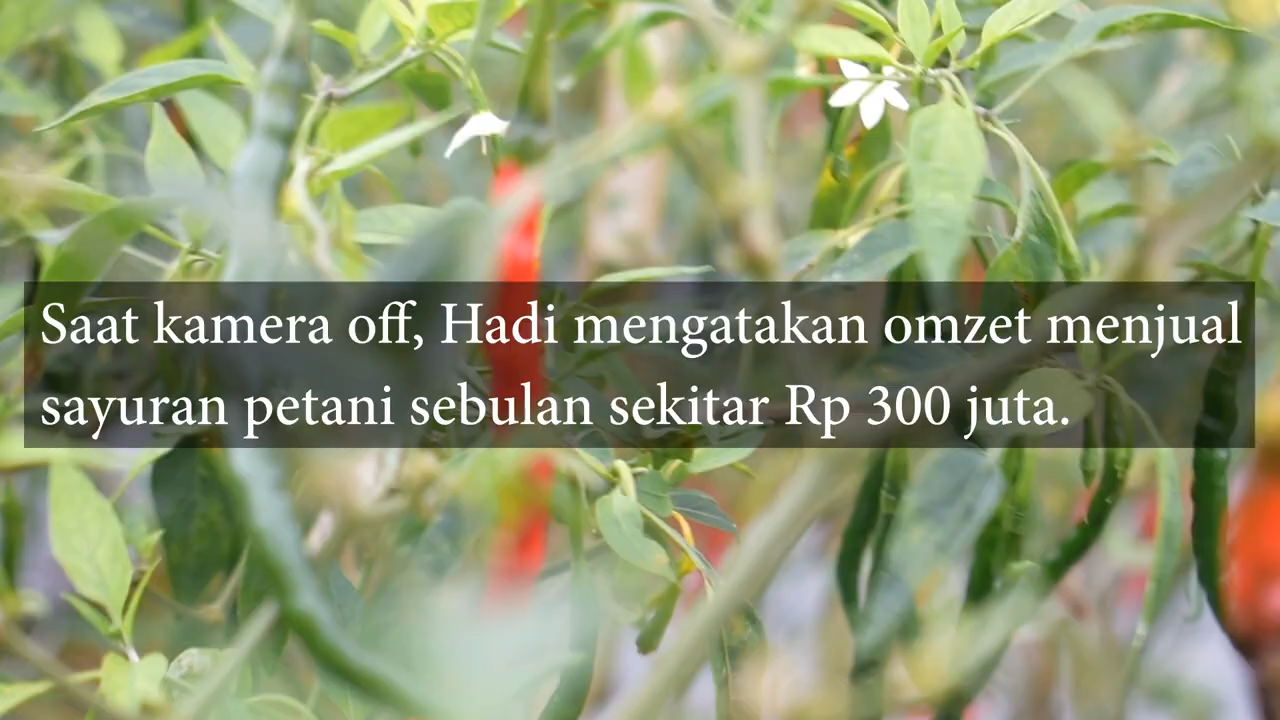 Saat kamera off, Hadi mengatakan omzet menjual
sayuran petani sebulan sekitar Rp 300 juta.